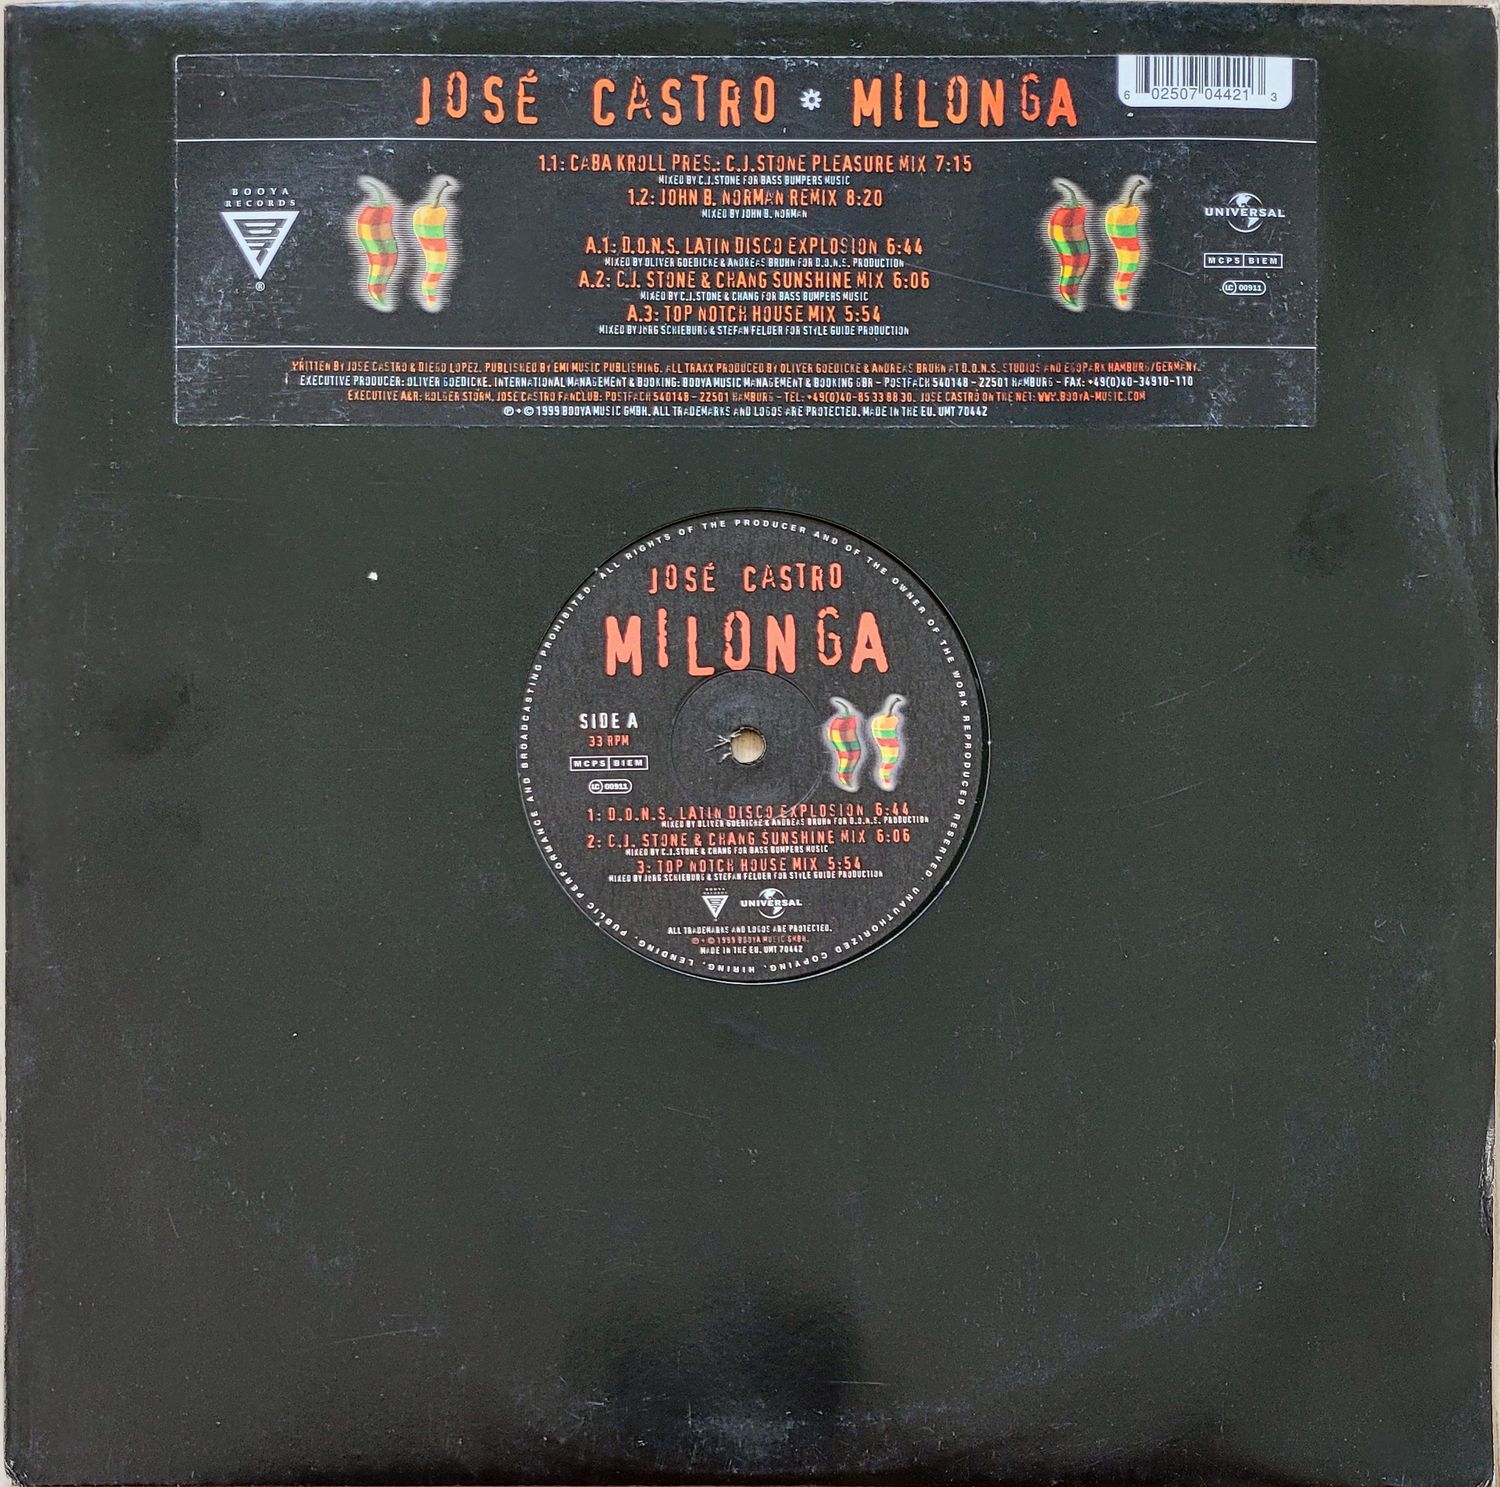 JOSÉ CASTRO MILONGA
6 02507 04421 3
1.1: CABA KROLL PRES.: C.J.STONE PLEASURE MIX 7:15
MIXED BY C.J.STONE FOR BASS BUMPERS MUSIC
1.2: JOHN B. NORMAN REMIX 8:20
MIXED BY JOHN B. NORMAN
A.1: D.O.N.S. LATIN DISCO EXPLOSION 6:44
MIXED BY OLIVER GOEDICKE & ANDREAS BRUHN FOR D.O.N.S. PRODUCTION
A.2: C.J. STONE & CHANG SUNSHINE MIX 6:06
MIXED BY C.J.STONE & CHANG FOR BASS BUMPERS MUSIC
A.3: TOP NOTCH HOUSE MIX 5:54
MIXED BY JÖRG SCHIEBURG & STEFAN FELDER FOR STYLE GUIDE PRODUCTION
BOOYA
RECORDS
®
UNIVERSAL
MCPS BIEM
LC 00911
WRITTEN BY JOSE CASTRO & DIEGO LOPEZ. PUBLISHED BY EMI MUSIC PUBLISHING. ALL TRAXX PRODUCED BY OLIVER GOEDICKE & ANDREAS BRUHN AT D.O.N.S. STUDIOS AND EGOPARK HAMBURG/GERMANY.
EXECUTIVE PRODUCER: OLIVER GOEDICKE. INTERNATIONAL MANAGEMENT & BOOKING: BOOYA MUSIC MANAGEMENT & BOOKING GBR - POSTFACH 540148 - 22501 HAMBURG - FAX: +49(0)40-34910-110
EXECUTIVE A&R: HOLGER STORM. JOSE CASTRO FANCLUB: POSTFACH 540148 - 22501 HAMBURG - TEL: +49(0)40-85 33 88 30. JOSE CASTRO ON THE NET: WWW.BOOYA-MUSIC.COM
℗ + © 1999 BOOYA MUSIC GMBH. ALL TRADEMARKS AND LOGOS ARE PROTECTED. MADE IN THE EU. UMT 70442
ALL RIGHTS OF THE PRODUCER AND OF THE OWNER OF THE WORK REPRODUCED RESERVED. UNAUTHORIZED COPYING, HIRING, LENDING, PUBLIC PERFORMANCE AND BROADCASTING PROHIBITED.
JOSÉ CASTRO
MILONGA
SIDE A
33 RPM
MCPS BIEM
LC 00911
1: D.O.N.S. LATIN DISCO EXPLOSION 6:44
MIXED BY OLIVER GOEDICKE & ANDREAS BRUHN FOR D.O.N.S. PRODUCTION
2: C.J. STONE & CHANG SUNSHINE MIX 6:06
MIXED BY C.J.STONE & CHANG FOR BASS BUMPERS MUSIC
3: TOP NOTCH HOUSE MIX 5:54
MIXED BY JÖRG SCHIEBURG & STEFAN FELDER FOR STYLE GUIDE PRODUCTION
BOOYA
RECORDS
UNIVERSAL
ALL TRADEMARKS AND LOGOS ARE PROTECTED.
℗ + © 1999 BOOYA MUSIC GMBH.
MADE IN THE EU. UMT 70442